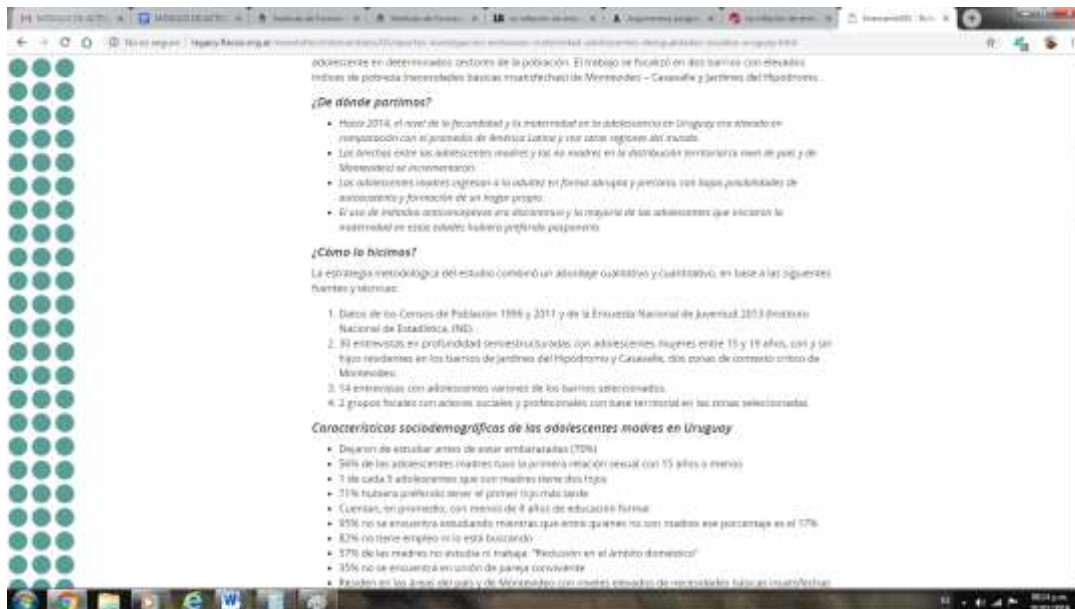 No es seguro | legacy.flacso.org.ar
adolescente en determinados sectores de la población. El trabajo se focalizó en dos barrios con elevados
índices de pobreza (necesidades básicas insatisfechas) de Montevideo – Casavalle y Jardines del Hipódromo.
¿De dónde partimos?
Hasta 2014, el nivel de la fecundidad y la maternidad en la adolescencia en Uruguay era elevado en
comparación con el promedio de América Latina y con otras regiones del mundo.
Las brechas entre las adolescentes madres y las no madres en la distribución territorial (a nivel de país y de
Montevideo) se incrementaron.
Las adolescentes madres ingresan a la adultez en forma abrupta y precaria, con bajas posibilidades de
autosustento y formación de un hogar propio.
El uso de métodos anticonceptivos era discontinuo y la mayoría de las adolescentes que iniciaron la
maternidad en estas edades hubiera preferido posponerla.
¿Cómo lo hicimos?
La estrategia metodológica del estudio combinó un abordaje cualitativo y cuantitativo, en base a las siguientes
fuentes y técnicas:
1. Datos de los Censos de Población 1996 y 2011 y de la Encuesta Nacional de Juventud 2013 (Instituto
Nacional de Estadística, INE).
2. 30 entrevistas en profundidad semiestructuradas con adolescentes mujeres entre 15 y 19 años, con y sin
hijos residentes en los barrios de Jardines del Hipódromo y Casavalle, dos zonas de contexto crítico de
Montevideo.
3. 14 entrevistas con adolescentes varones de los barrios seleccionados.
4. 2 grupos focales con actores sociales y profesionales con base territorial en las zonas seleccionadas
Características sociodemográficas de las adolescentes madres en Uruguay
Dejaron de estudiar antes de estar embarazadas (70%)
56% de las adolescentes madres tuvo la primera relación sexual con 15 años o menos
1 de cada 5 adolescentes que son madres tiene dos hijos
71% hubiera preferido tener el primer hijo más tarde
Cuentan, en promedio, con menos de 8 años de educación formal
95% no se encuentra estudiando mientras que entre quienes no son madres ese porcentaje es el 17%
82% no tiene empleo ni lo está buscando
57% de las madres no estudia ni trabaja. "Reclusión en el ámbito doméstico"
35% no se encuentra en unión de pareja conviviente
Residen en las áreas del país y de Montevideo con niveles elevados de necesidades básicas insatisfechas